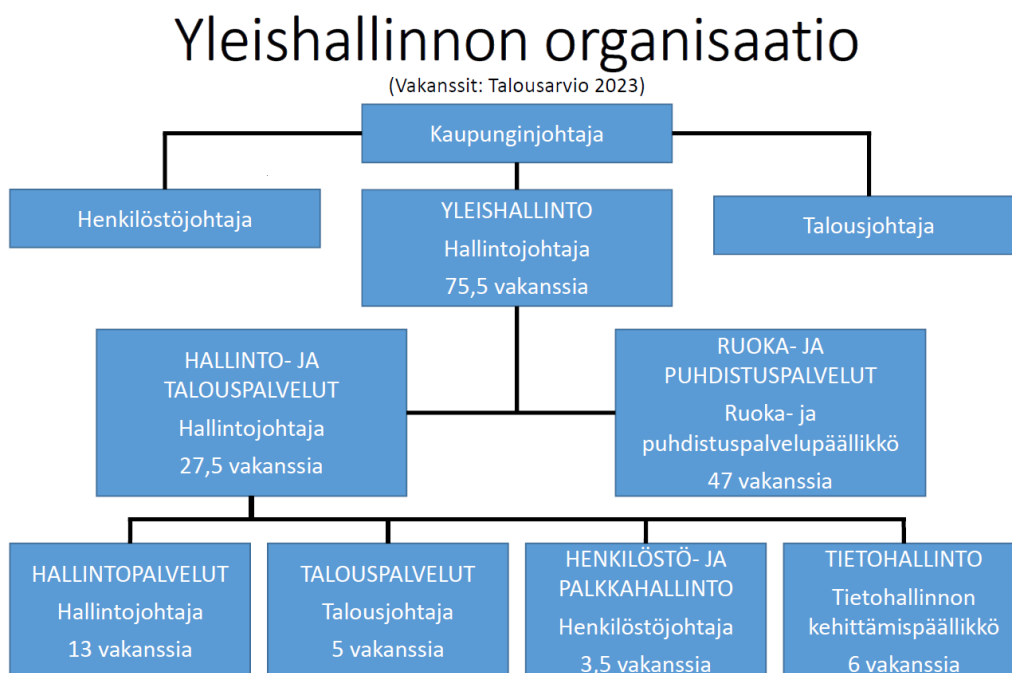 Yleishallinnon organisaatio
(Vakanssit: Talousarvio 2023)
Kaupunginjohtaja
Henkilöstöjohtaja
YLEISHALLINTO
Hallintojohtaja
75,5 vakanssia
Talousjohtaja
HALLINTO- JA
TALOUSPALVELUT
Hallintojohtaja
27,5 vakanssia
RUOKA- JA
PUHDISTUSPALVELUT
Ruoka- ja
puhdistuspalvelupäällikkö
47 vakanssia
HALLINTOPALVELUT
Hallintojohtaja
13 vakanssia
TALOUSPALVELUT
Talousjohtaja
5 vakanssia
HENKILÖSTÖ- JA
PALKKAHALLINTO
Henkilöstöjohtaja
3,5 vakanssia
TIETOHALLINTO
Tietohallinnon
kehittämispäällikkö
6 vakanssia